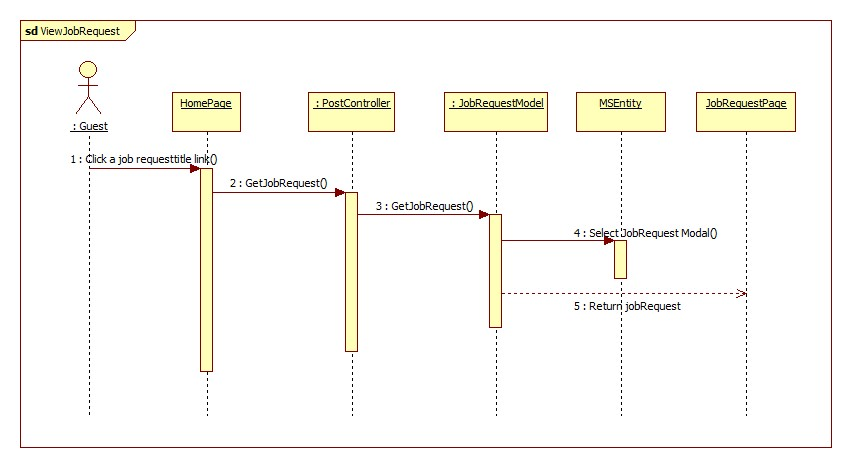 sd ViewJobRequest
: Guest
HomePage
: PostController
: JobRequestModel
MSEntity
JobRequestPage
1 : Click a job requesttitle link()
2 : GetJobRequest()
3 : GetJobRequest()
4 : Select JobRequest Modal()
5 : Return jobRequest